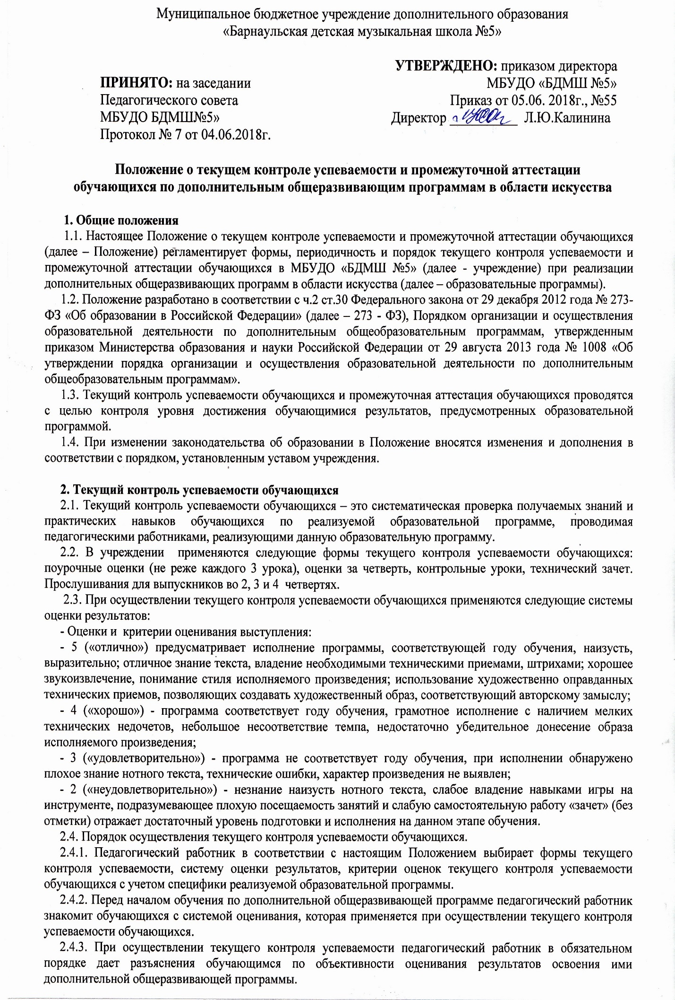 Муниципальное бюджетное учреждение дополнительного образования
«Барнаульская детская музыкальная школа №5»
УТВЕРЖДЕНО: приказом директора
ПРИНЯТО: на заседании МБУДО «БДМШ №5»
Педагогического совета Приказ от 05.06. 2018г., №55
МБУДО БДМШ№5» Директор ___________ Л.Ю.Калинина
Протокол № 7 от 04.06.2018г.
Положение о текущем контроле успеваемости и промежуточной аттестации
обучающихся по дополнительным общеразвивающим программам в области искусства
1. Общие положения
1.1. Настоящее Положение о текущем контроле успеваемости и промежуточной аттестации обучающихся
(далее – Положение) регламентирует формы, периодичность и порядок текущего контроля успеваемости и
промежуточной аттестации обучающихся в МБУДО «БДМШ №5» (далее - учреждение) при реализации
дополнительных общеразвивающих программ в области искусства (далее – образовательные программы).
1.2. Положение разработано в соответствии с ч.2 ст.30 Федерального закона от 29 декабря 2012 года № 273-
ФЗ «Об образовании в Российской Федерации» (далее – 273 - ФЗ), Порядком организации и осуществления
образовательной деятельности по дополнительным общеобразовательным программам, утвержденным
приказом Министерства образования и науки Российской Федерации от 29 августа 2013 года № 1008 «Об
утверждении порядка организации и осуществления образовательной деятельности по дополнительным
общеобразовательным программам».
1.3. Текущий контроль успеваемости обучающихся и промежуточная аттестация обучающихся проводятся
с целью контроля уровня достижения обучающимися результатов, предусмотренных образовательной
программой.
1.4. При изменении законодательства об образовании в Положение вносятся изменения и дополнения в
соответствии с порядком, установленным уставом учреждения.
2. Текущий контроль успеваемости обучающихся
2.1. Текущий контроль успеваемости обучающихся – это систематическая проверка получаемых знаний и
практических навыков обучающихся по реализуемой образовательной программе, проводимая
педагогическими работниками, реализующими данную образовательную программу.
2.2. В учреждении применяются следующие формы текущего контроля успеваемости обучающихся:
поурочные оценки (не реже каждого 3 урока), оценки за четверть, контрольные уроки, технический зачет.
Прослушивания для выпускников во 2, 3 и 4 четвертях.
2.3. При осуществлении текущего контроля успеваемости обучающихся применяются следующие системы
оценки результатов:
- Оценки и критерии оценивания выступления:
- 5 («отлично») предусматривает исполнение программы, соответствующей году обучения, наизусть,
выразительно; отличное знание текста, владение необходимыми техническими приемами, штрихами; хорошее
звукоизвлечение, понимание стиля исполняемого произведения; использование художественно оправданных
технических приемов, позволяющих создавать художественный образ, соответствующий авторскому замыслу;
- 4 («хорошо») - программа соответствует году обучения, грамотное исполнение с наличием мелких
технических недочетов, небольшое несоответствие темпа, недостаточно убедительное донесение образа
исполняемого произведения;
- 3 («удовлетворительно») - программа не соответствует году обучения, при исполнении обнаружено
плохое знание нотного текста, технические ошибки, характер произведения не выявлен;
- 2 («неудовлетворительно») - незнание наизусть нотного текста, слабое владение навыками игры на
инструменте, подразумевающее плохую посещаемость занятий и слабую самостоятельную работу «зачет» (без
отметки) отражает достаточный уровень подготовки и исполнения на данном этапе обучения.
2.4. Порядок осуществления текущего контроля успеваемости обучающихся.
2.4.1. Педагогический работник в соответствии с настоящим Положением выбирает формы текущего
контроля успеваемости, систему оценки результатов, критерии оценок текущего контроля успеваемости
обучающихся с учетом специфики реализуемой образовательной программы.
2.4.2. Перед началом обучения по дополнительной общеразвивающей программе педагогический работник
знакомит обучающихся с системой оценивания, которая применяется при осуществлении текущего контроля
успеваемости обучающихся.
2.4.3. При осуществлении текущего контроля успеваемости педагогический работник в обязательном
порядке дает разъяснения обучающимся по объективности оценивания результатов освоения ими
дополнительной общеразвивающей программы.